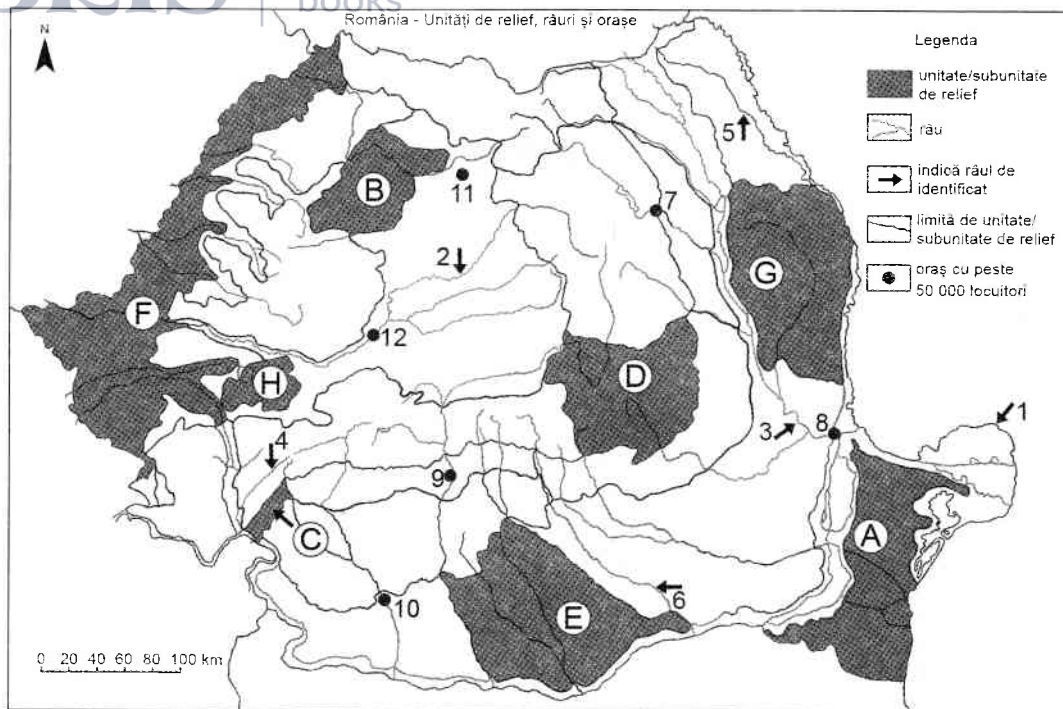 books
România - Unități de relief, râuri și orașe
N
Legenda
unitate/subunitate
de relief
râu
indică râul de
identificat
limită de unitate/
subunitate de relief
oraș cu peste
50 000 locuitori
5
B
11
7
2
G
F
12
H
D
1
4
3
8
9
C
A
10
E
6
0 20 40 60 80 100 km